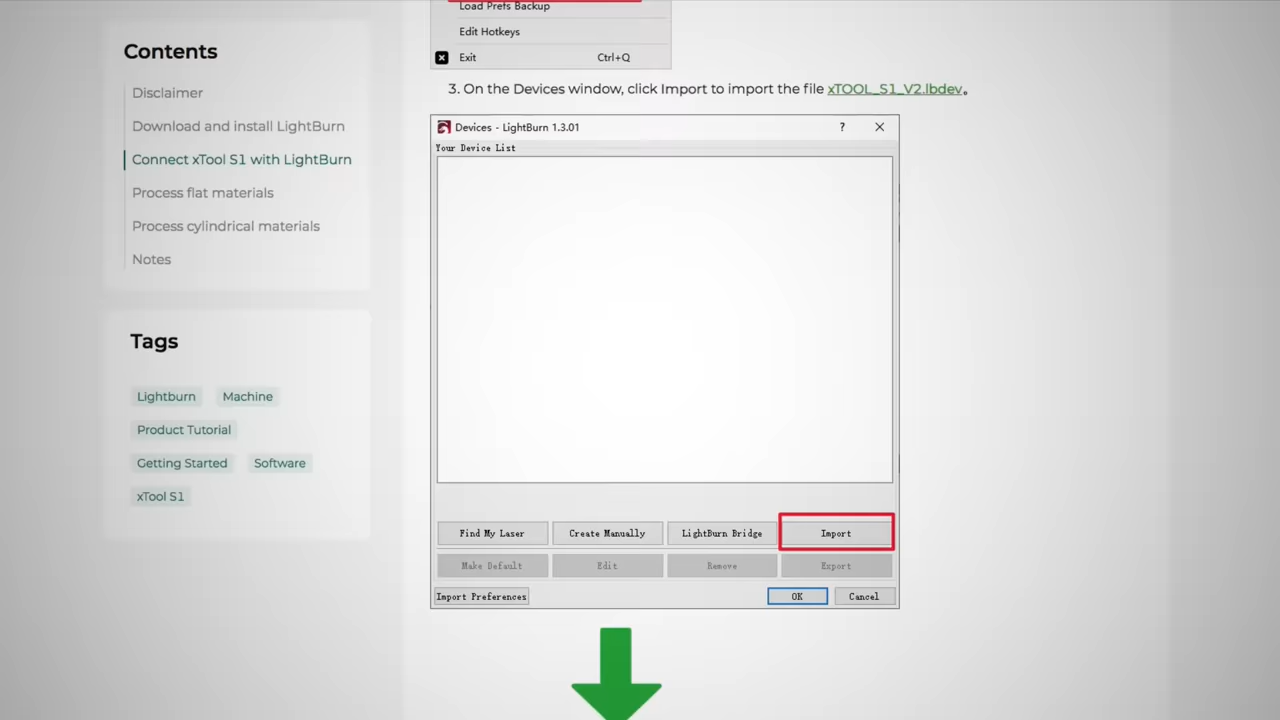 Load Prefs Backup
Edit Hotkeys
Exit Ctrl+Q
Contents
Disclaimer
Download and install LightBurn
Connect xTool S1 with LightBurn
Process flat materials
Process cylindrical materials
Notes
Tags
Lightburn Machine
Product Tutorial
Getting Started Software
xTool S1
3. On the Devices window, click Import to import the file xTOOL_S1_V2.lbdev。
Devices - LightBurn 1.3.01 ?
Your Device List
Find My Laser Create Manually LightBurn Bridge Import
Make Default Edit Remove Export
Import Preferences OK Cancel